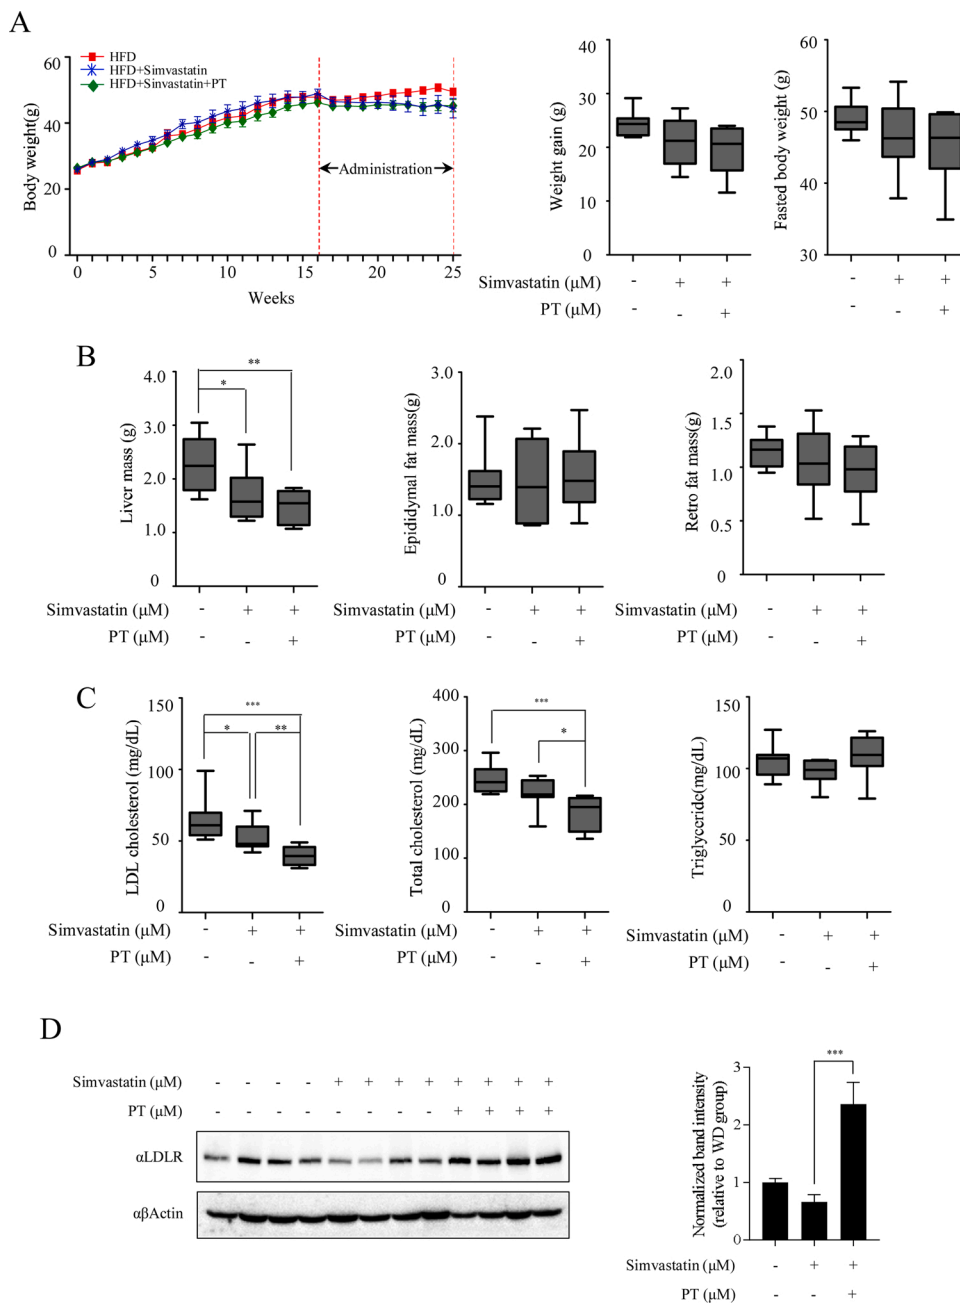 A
HFD
HFD+Simvastatin
HFD+Simvastatin+PT
Body weight(g)
60
40
20
0
Administration
0 5 10 15 20 25
Weeks
Weight gain (g)
40
30
20
10
0
Fasted body weight (g)
60
50
40
30
Simvastatin (μM) - + + - + +
PT (μM) - - + - - +
B
Liver mass (g)
4.0
3.0
2.0
1.0
0
* **
Epididymal fat mass(g)
3.0
2.0
1.0
0
Retro fat mass(g)
2.0
1.5
1.0
0.5
0
Simvastatin (μM) - + + Simvastatin (μM) - + + Simvastatin (μM) - + +
PT (μM) - - + PT (μM) - - + PT (μM) - - +
C
LDL cholesterol (mg/dL)
150
100
50
0
***
* **
Total cholesterol (mg/dL)
400
300
200
100
0
***
*
Triglyceride(mg/dL)
150
100
50
0
Simvastatin (μM) - + + Simvastatin (μM) - + + Simvastatin (μM) - + +
PT (μM) - - + PT (μM) - - + PT (μM) - - +
D
Simvastatin (μM) - - - - + + + + + + + +
PT (μM) - - - - - - - - + + + +
αLDLR
αβActin
Normalized band intensity
(relative to WD group)
3
2
1
0
***
Simvastatin (μM) - + +
PT (μM) - - +